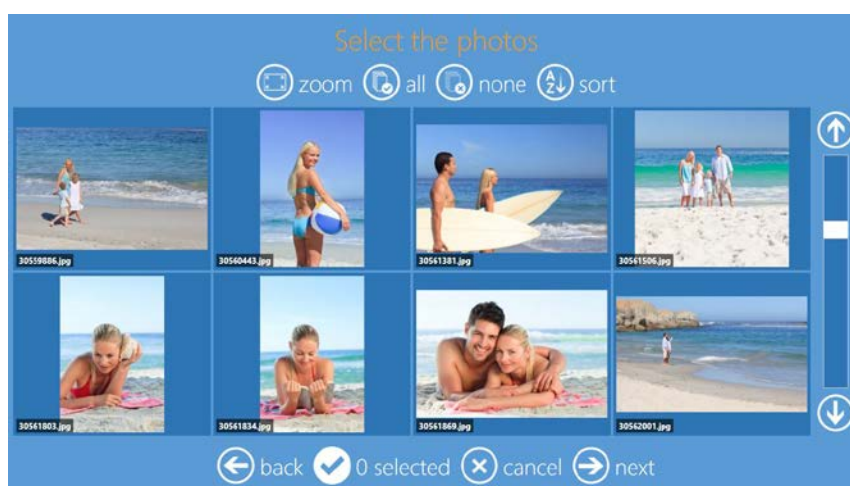 Select the photos
zoom all none sort
30559886.jpg 30560443.jpg 30561381.jpg 30561506.jpg
30561803.jpg 30561834.jpg 30561869.jpg 30562001.jpg
back 0 selected cancel next